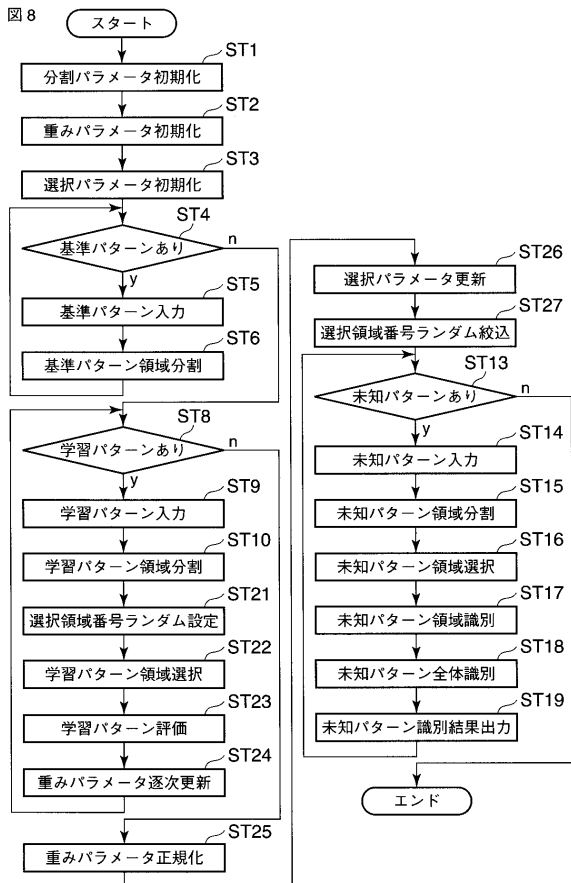 図8
スタート
ST1
分割パラメータ初期化
ST2
重みパラメータ初期化
ST3
選択パラメータ初期化
ST4
基準パターンあり
n
y
ST5
基準パターン入力
ST6
基準パターン領域分割
ST8
学習パターンあり
n
y
ST9
学習パターン入力
ST10
学習パターン領域分割
ST21
選択領域番号ランダム設定
ST22
学習パターン領域選択
ST23
学習パターン評価
ST24
重みパラメータ逐次更新
ST25
重みパラメータ正規化
ST26
選択パラメータ更新
ST27
選択領域番号ランダム絞込
ST13
未知パターンあり
n
y
ST14
未知パターン入力
ST15
未知パターン領域分割
ST16
未知パターン領域選択
ST17
未知パターン領域識別
ST18
未知パターン全体識別
ST19
未知パターン識別結果出力
エンド